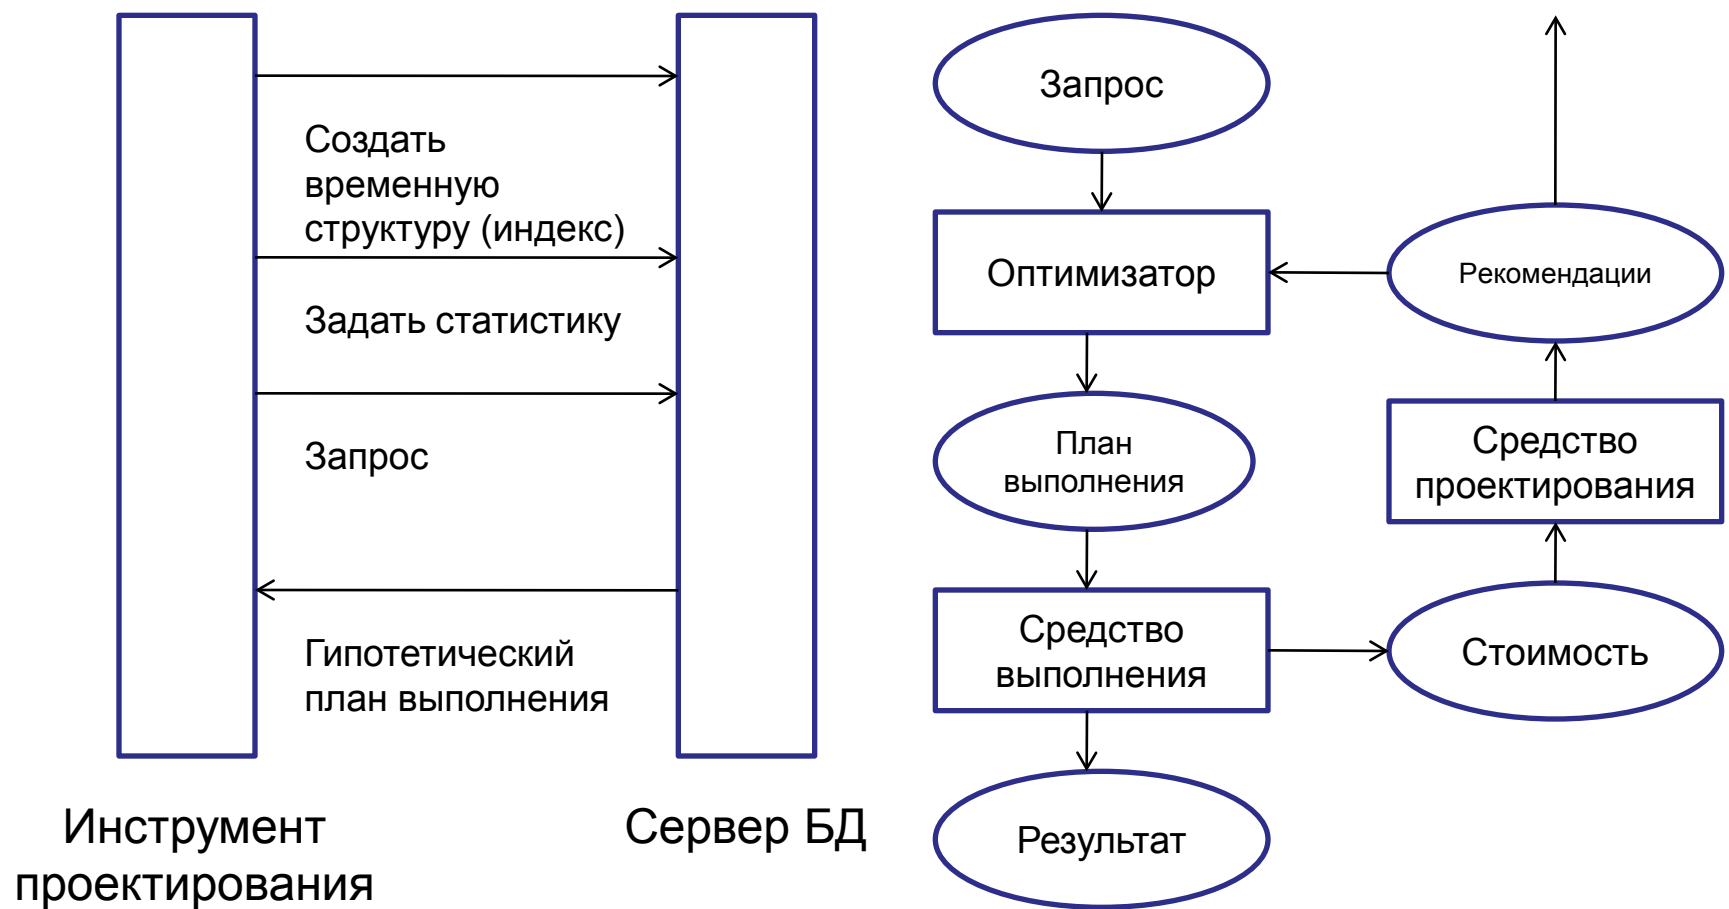 Создать
временную
структуру (индекс)
Задать статистику
Запрос
Гипотетический
план выполнения
Инструмент
проектирования
Сервер БД
Запрос
Оптимизатор
Рекомендации
План
выполнения
Средство
проектирования
Средство
выполнения
Стоимость
Результат